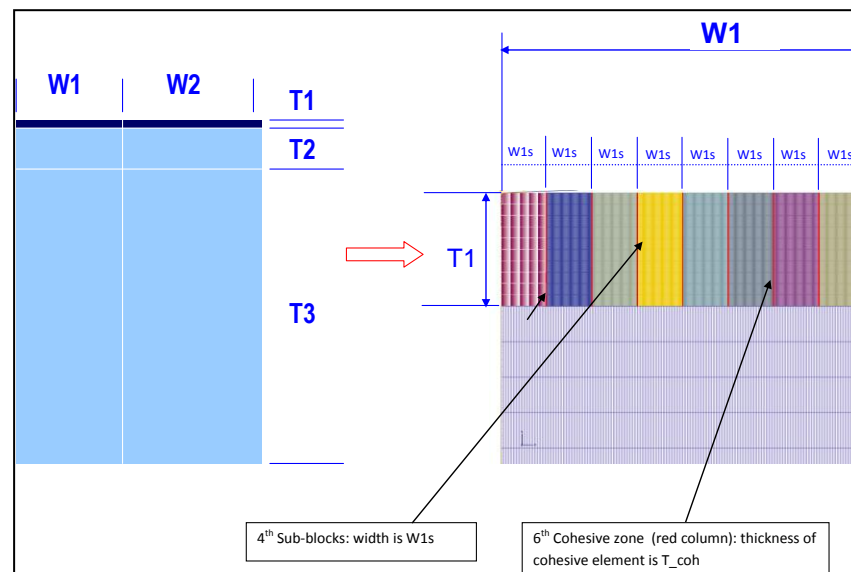 W1
W2
T1
T2
T3
W1
W1s
W1s
W1s
W1s
W1s
W1s
W1s
W1s
T1
4th Sub-blocks: width is W1s
6th Cohesive zone (red column): thickness of
cohesive element is T_coh